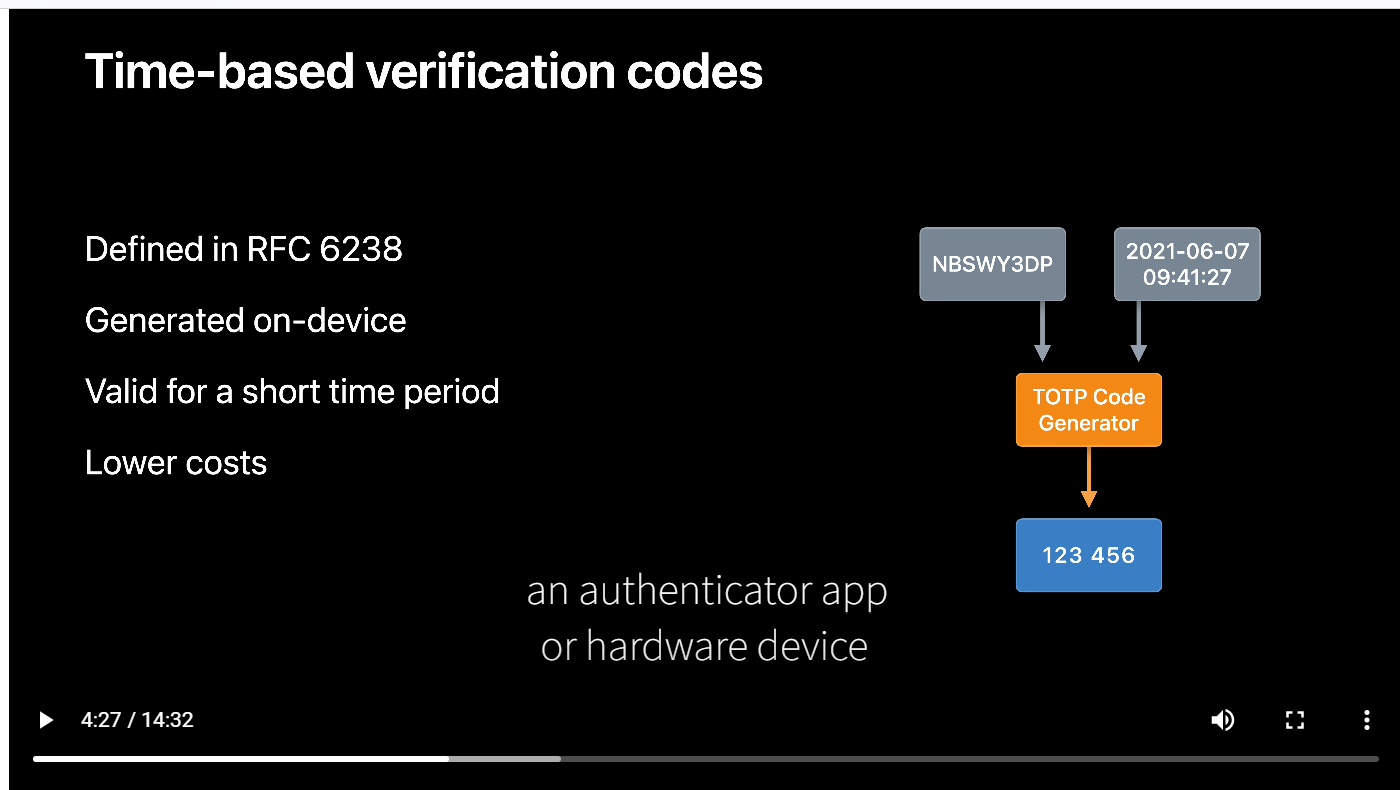 Time-based verification codes
Defined in RFC 6238
Generated on-device
Valid for a short time period
Lower costs
NBSWY3DP
2021-06-07
09:41:27
TOTP Code
Generator
123 456
an authenticator app
or hardware device
4:27 / 14:32